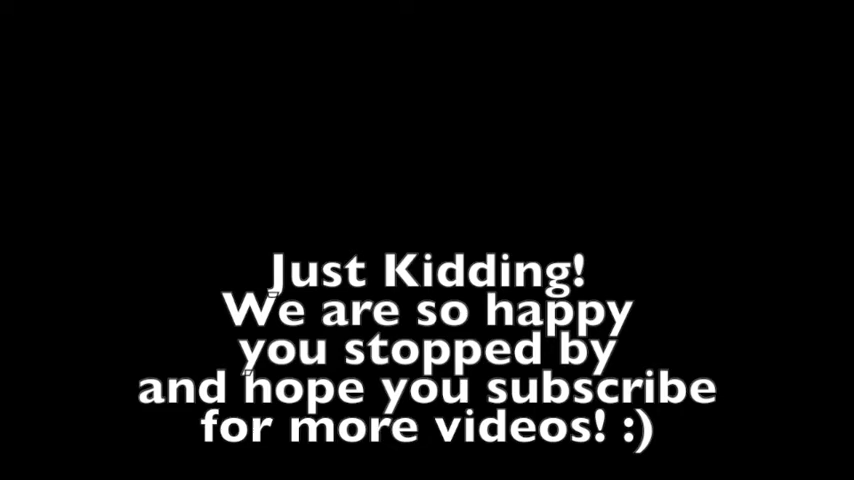 Just Kidding!
We are so happy
you stopped by
and hope you subscribe
for more videos! :)